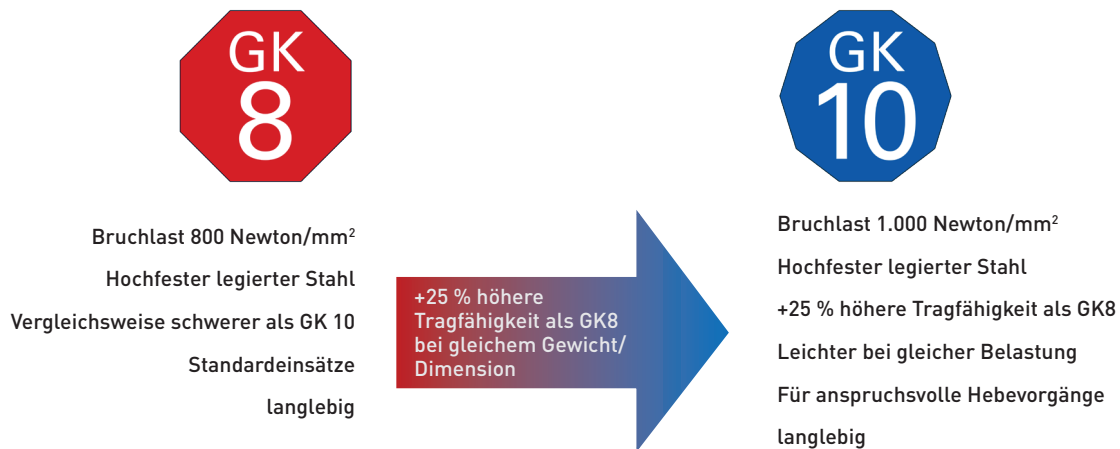 GK
8
Bruchlast 800 Newton/mm²
Hochfester legierter Stahl
Vergleichsweise schwerer als GK 10
Standardeinsätze
langlebig
+25 % höhere
Tragfähigkeit als GK8
bei gleichem Gewicht/
Dimension
GK
10
Bruchlast 1.000 Newton/mm²
Hochfester legierter Stahl
+25 % höhere Tragfähigkeit als GK8
Leichter bei gleicher Belastung
Für anspruchsvolle Hebevorgänge
langlebig